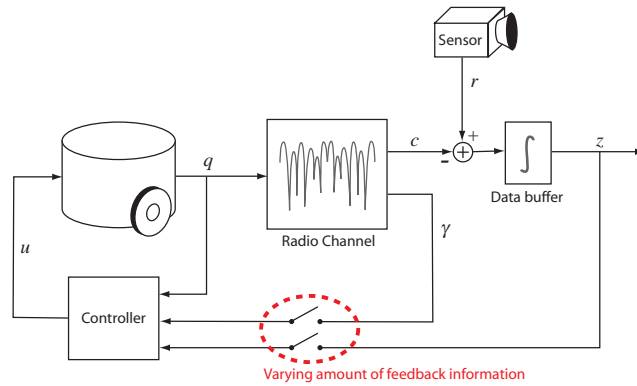 Sensor
r
q
c
+
-
+
z
Data buffer
Radio Channel
γ
u
Controller
Varying amount of feedback information